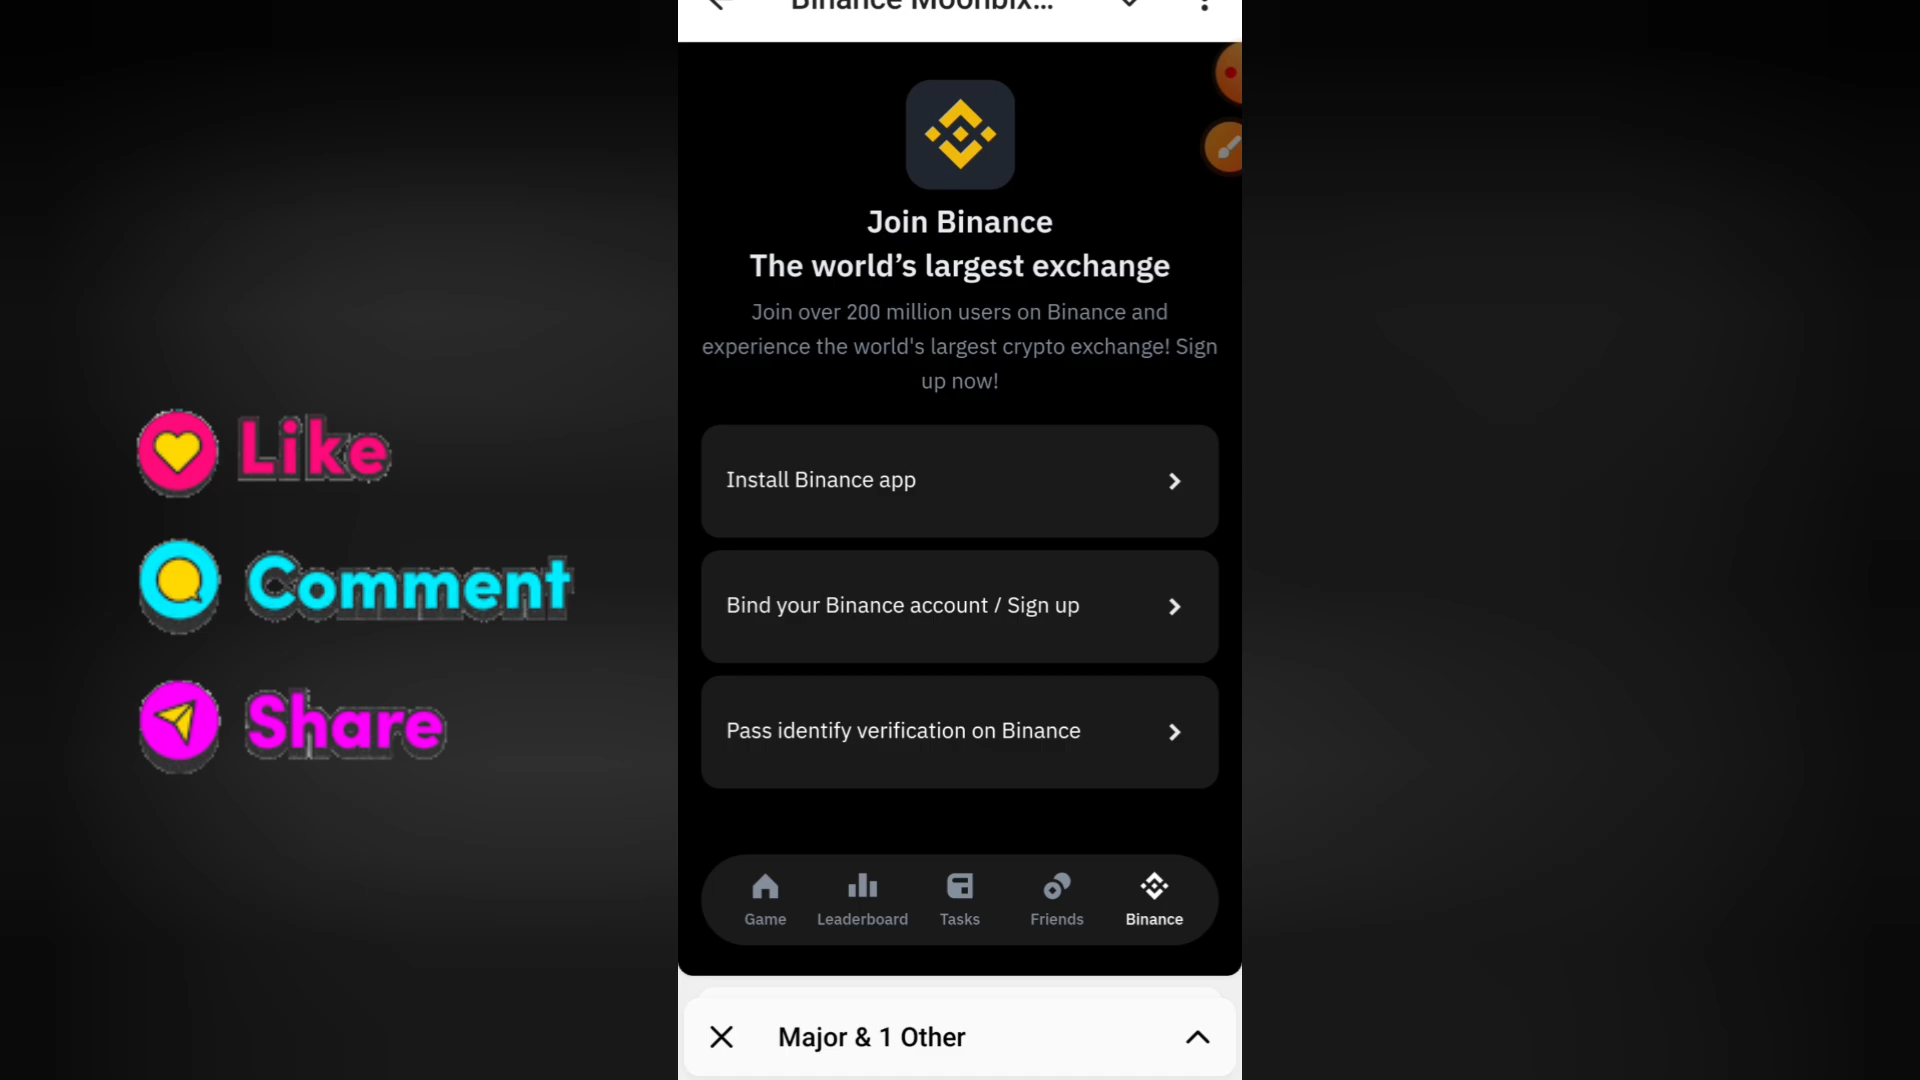 Binance Moonbix...
Join Binance
The world's largest exchange
Join over 200 million users on Binance and
experience the world's largest crypto exchange! Sign
up now!
Install Binance app
Bind your Binance account / Sign up
Pass identify verification on Binance
Game
Leaderboard
Tasks
Friends
Binance
Major & 1 Other
Like
Comment
Share